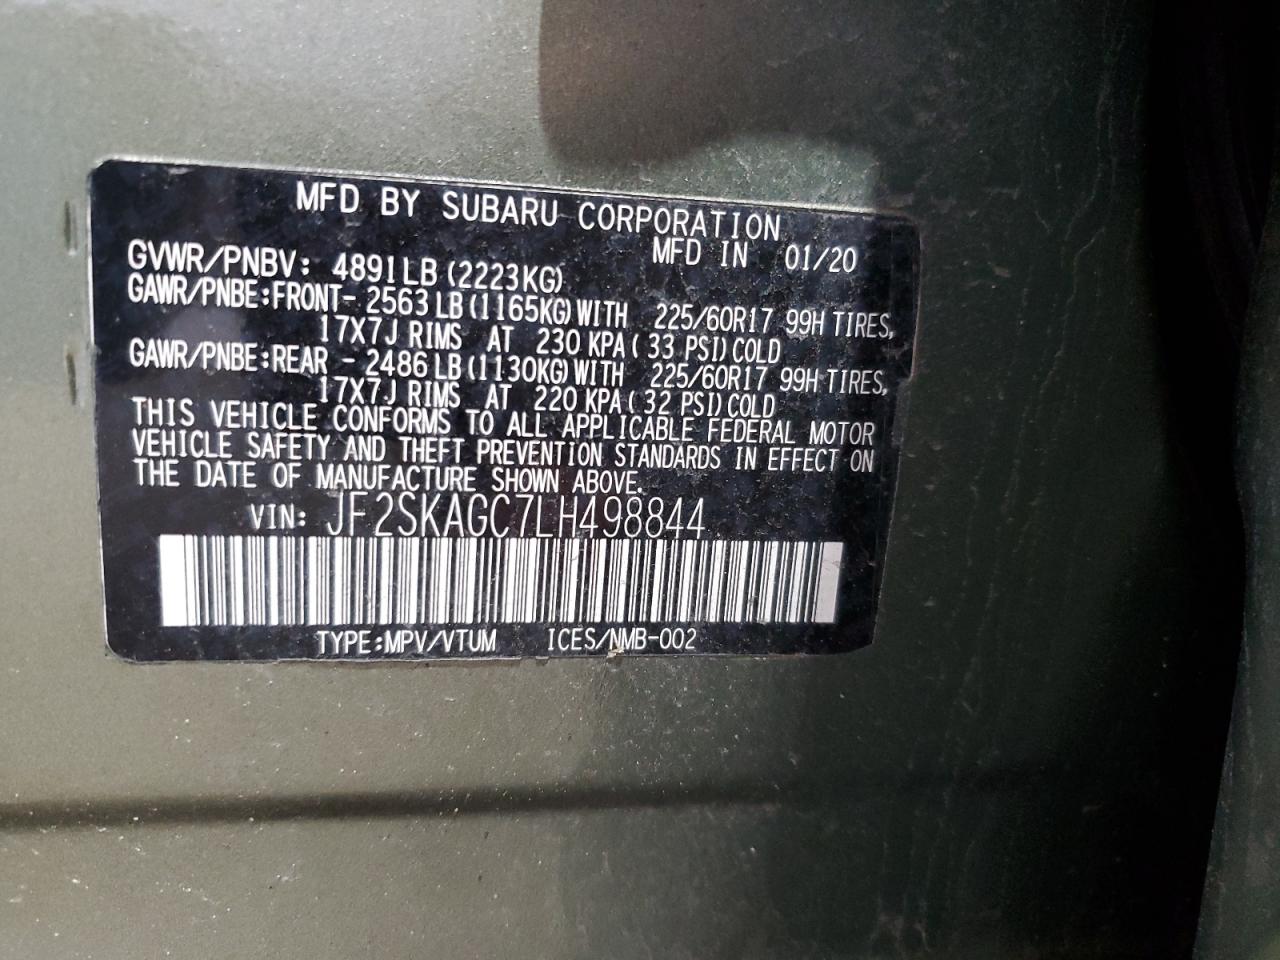 MFD BY SUBARU CORPORATION
MFD IN 01/20
GVWR/PNBV: 4891LB (2223KG)
GAWR/PNBE:FRONT- 2563 LB (1165KG) WITH 225/60R17 99H TIRES,
17X7J RIMS AT 230 KPA ( 33 PSI) COLD
GAWR/PNBE:REAR - 2486 LB (1130KG) WITH 225/60R17 99H TIRES,
17X7J RIMS AT 220 KPA ( 32 PSI) COLD
THIS VEHICLE CONFORMS TO ALL APPLICABLE FEDERAL MOTOR
VEHICLE SAFETY AND THEFT PREVENTION STANDARDS IN EFFECT ON
THE DATE OF MANUFACTURE SHOWN ABOVE.
VIN: JF2SKAGC7LH498844
TYPE:MPV/VTUM ICES/NMB-002